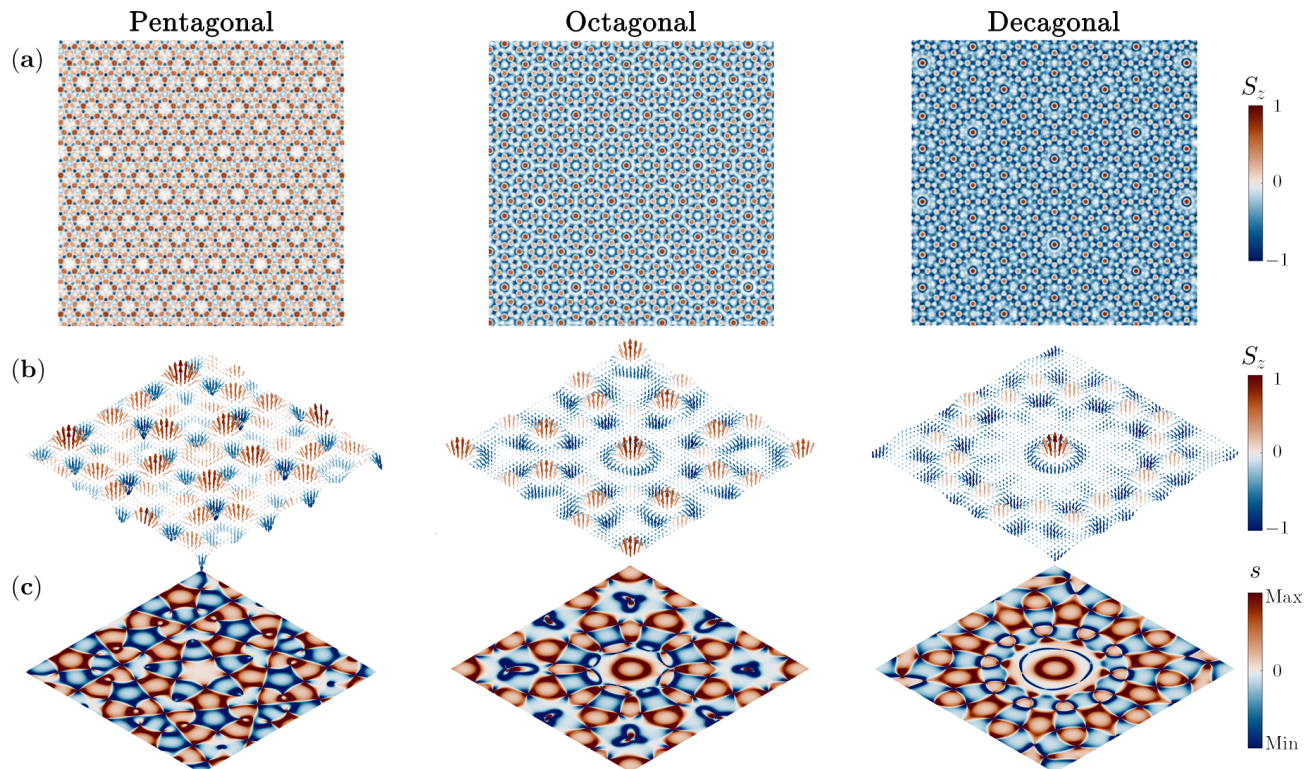 Pentagonal Octagonal Decagonal
(a)
S_z
1
0
−1
(b)
S_z
1
0
−1
(c)
s
Max
0
Min